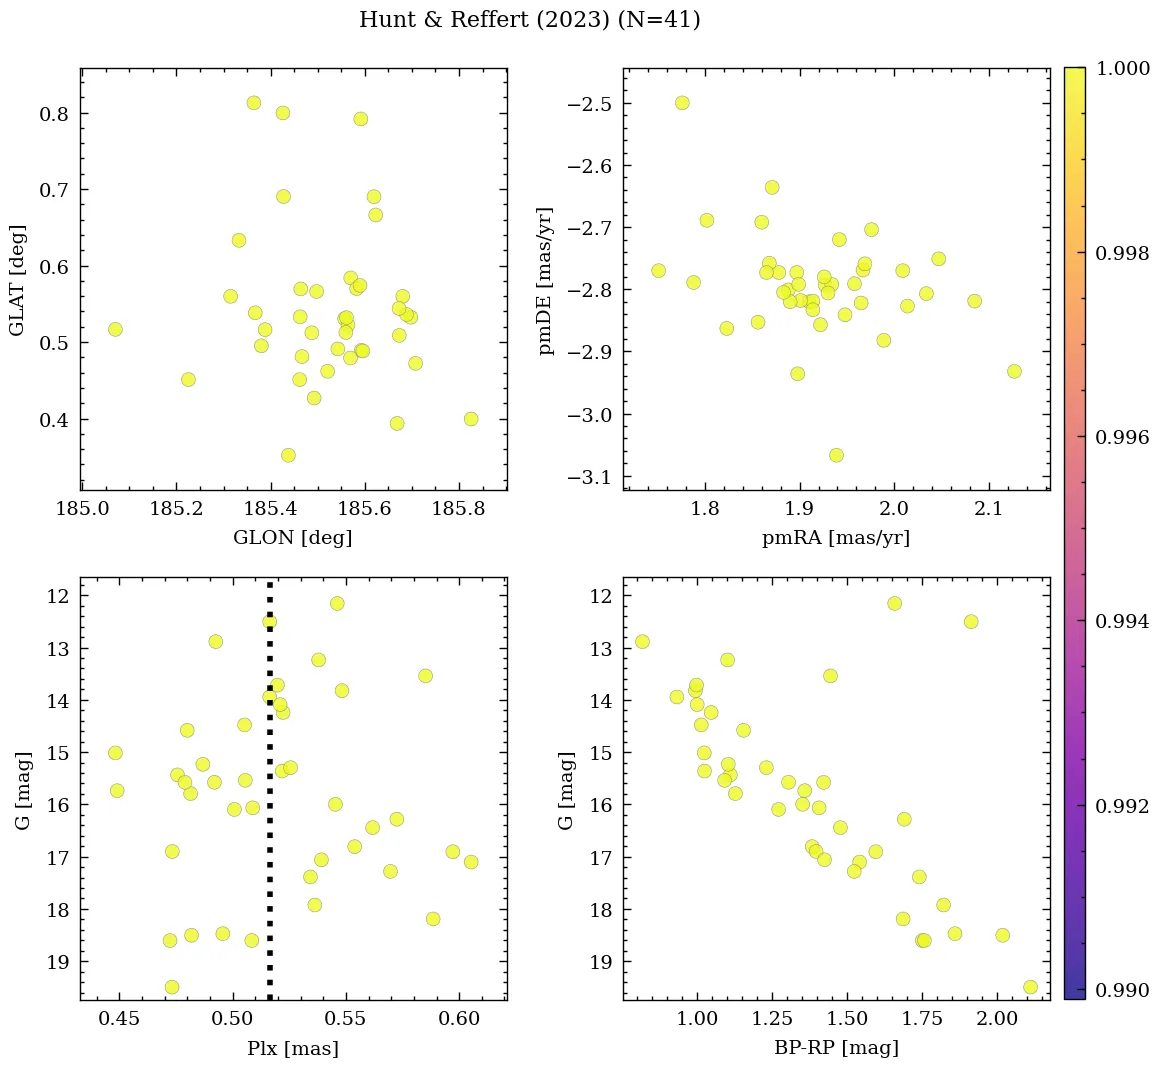 Hunt & Reffert (2023) (N=41)
0.8
0.7
0.6
0.5
0.4
GLAT [deg]
185.0 185.2 185.4 185.6 185.8
GLON [deg]
−2.5
−2.6
−2.7
−2.8
−2.9
−3.0
−3.1
pmDE [mas/yr]
1.8 1.9 2.0 2.1
pmRA [mas/yr]
12
13
14
15
16
17
18
19
G [mag]
0.45 0.50 0.55 0.60
Plx [mas]
12
13
14
15
16
17
18
19
G [mag]
1.00 1.25 1.50 1.75 2.00
BP-RP [mag]
1.000
0.998
0.996
0.994
0.992
0.990